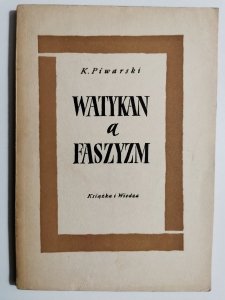 K. Piwarski
WATYKAN
a
FASZYZM
Książka i Wiedza